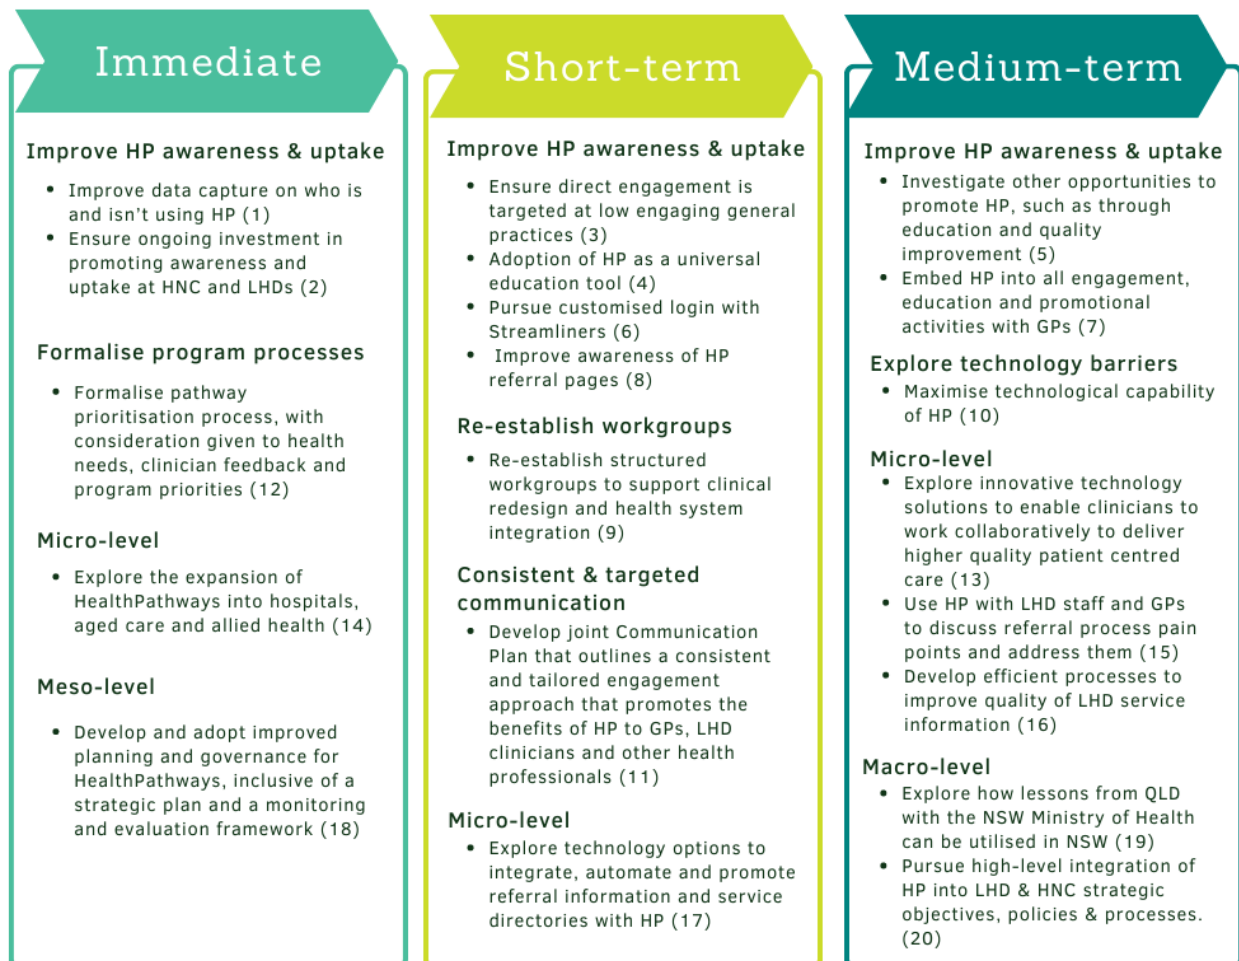 Immediate
Improve HP awareness & uptake
• Improve data capture on who is
and isn't using HP (1)
• Ensure ongoing investment in
promoting awareness and
uptake at HNC and LHDs (2)
Formalise program processes
• Formalise pathway
prioritisation process, with
consideration given to health
needs, clinician feedback and
program priorities (12)
Micro-level
• Explore the expansion of
HealthPathways into hospitals,
aged care and allied health (14)
Meso-level
• Develop and adopt improved
planning and governance for
HealthPathways, inclusive of a
strategic plan and a monitoring
and evaluation framework (18)
Short-term
Improve HP awareness & uptake
• Ensure direct engagement is
targeted at low engaging general
practices (3)
• Adoption of HP as a universal
education tool (4)
• Pursue customised login with
Streamliners (6)
• Improve awareness of HP
referral pages (8)
Re-establish workgroups
• Re-establish structured
workgroups to support clinical
redesign and health system
integration (9)
Consistent & targeted
communication
• Develop joint Communication
Plan that outlines a consistent
and tailored engagement
approach that promotes the
benefits of HP to GPs, LHD
clinicians and other health
professionals (11)
Micro-level
• Explore technology options to
integrate, automate and promote
referral information and service
directories with HP (17)
Medium-term
Improve HP awareness & uptake
• Investigate other opportunities to
promote HP, such as through
education and quality
improvement (5)
• Embed HP into all engagement,
education and promotional
activities with GPs (7)
Explore technology barriers
• Maximise technological capability
of HP (10)
Micro-level
• Explore innovative technology
solutions to enable clinicians to
work collaboratively to deliver
higher quality patient centred
care (13)
• Use HP with LHD staff and GPs
to discuss referral process pain
points and address them (15)
• Develop efficient processes to
improve quality of LHD service
information (16)
Macro-level
• Explore how lessons from QLD
with the NSW Ministry of Health
can be utilised in NSW (19)
• Pursue high-level integration of
HP into LHD & HNC strategic
objectives, policies & processes.
(20)